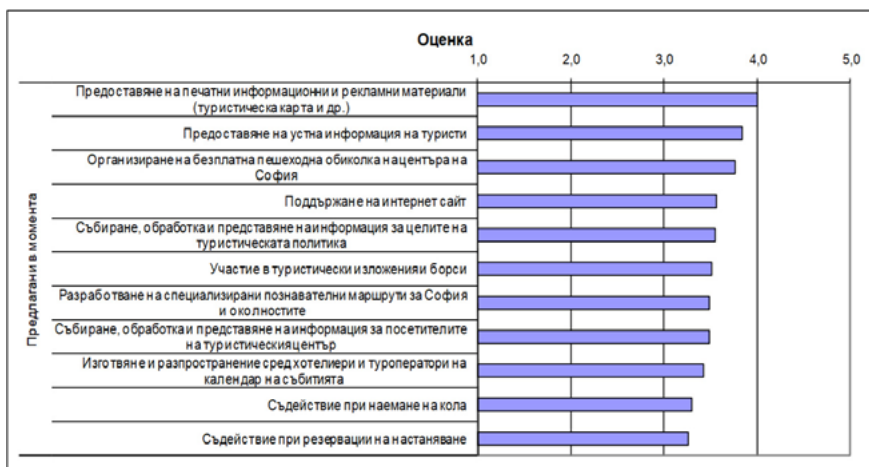 Оценка
1,0 2,0 3,0 4,0 5,0
Предлагани в момента
Предоставяне на печатни информационни и рекламни материали
(туристическа карта и др.)
Предоставяне на устна информация на туристи
Организиране на безплатна пешеходна обиколка на центъра на
София
Поддържане на интернет сайт
Събиране, обработка и представяне на информация за целите на
туристическата политика
Участие в туристически изложения и борси
Разработване на специализирани познавателни маршрути за София
и околностите
Събиране, обработка и представяне на информация за посетителите
на туристическия център
Изготвяне и разпространение сред хотелиери и туроператори на
календар на събитията
Съдействие при наемане на кола
Съдействие при резервации на настаняване